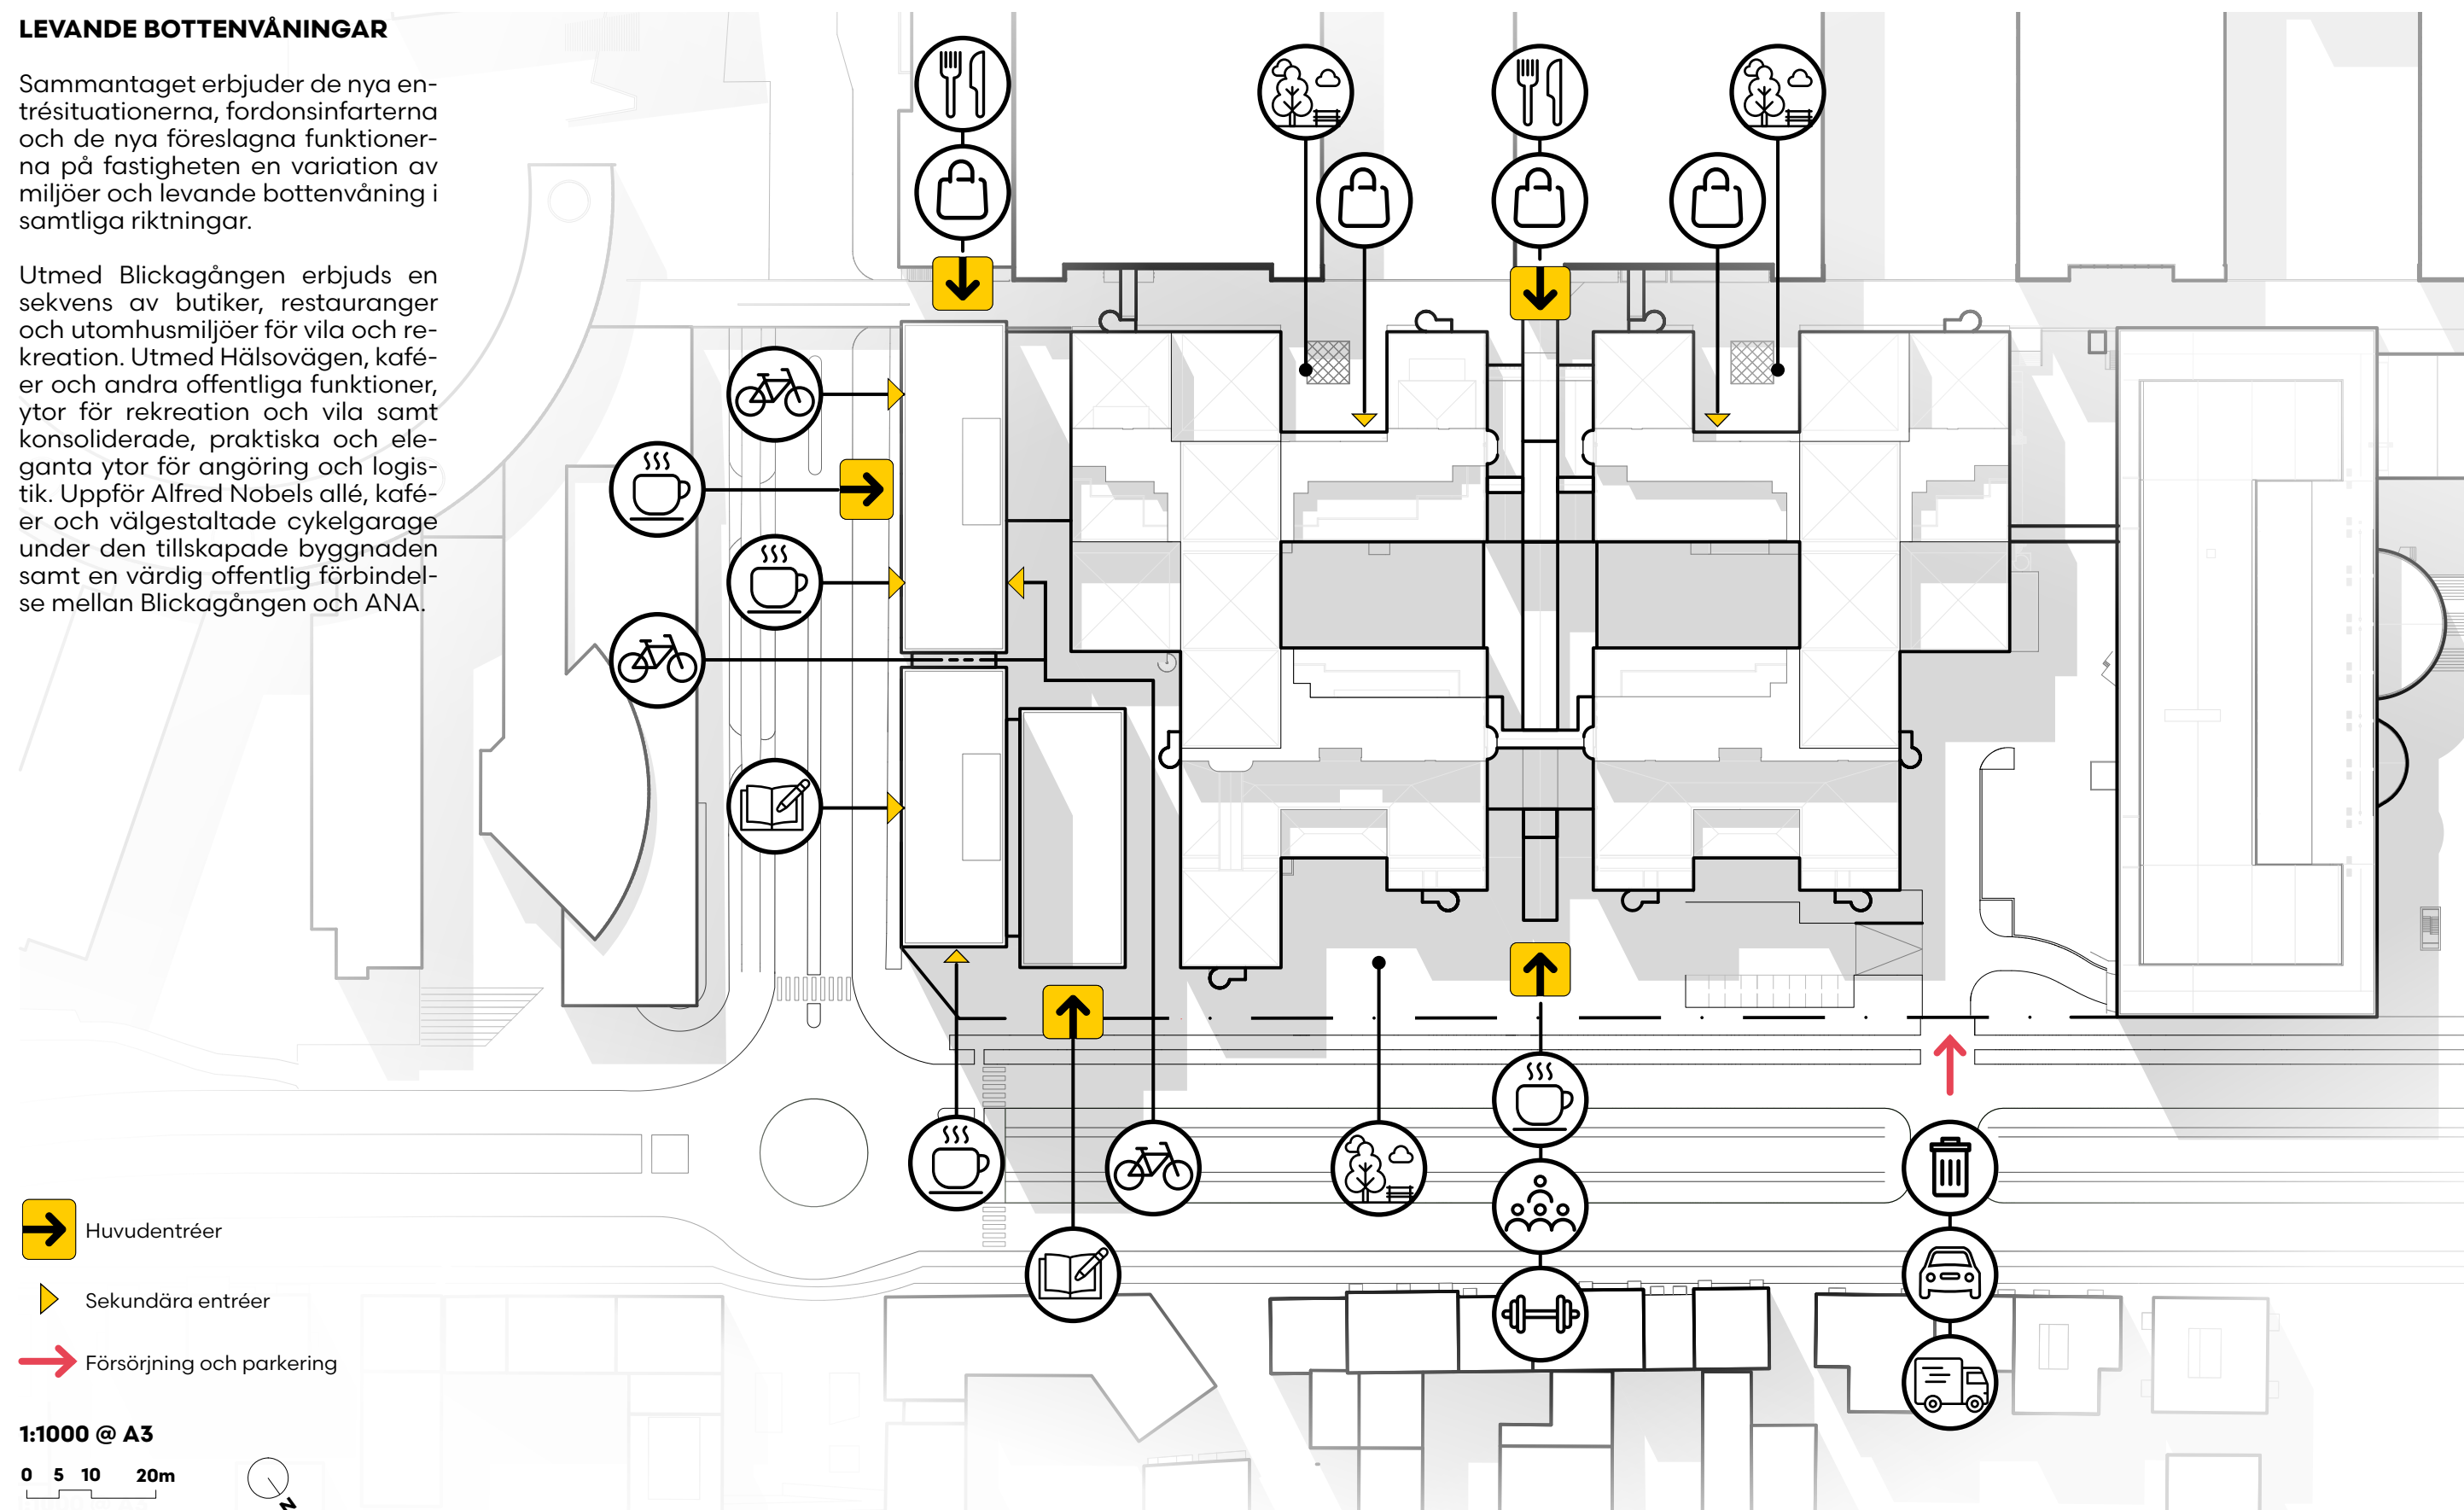 LEVANDE BOTTENVÅNINGAR
Sammantaget erbjuder de nya en-
trésituationerna, fordonsinfarterna
och de nya föreslagna funktioner-
na på fastigheten en variation av
miljöer och levande bottenvåning i
samtliga riktningar.
Utmed Blickagången erbjuds en
sekvens av butiker, restauranger
och utomhusmiljöer för vila och re-
kreation. Utmed Hälsovägen, kafé-
er och andra offentliga funktioner,
ytor för rekreation och vila samt
konsoliderade, praktiska och ele-
ganta ytor för angöring och logis-
tik. Uppför Alfred Nobels allé, kafé-
er och välgestaltade cykelgarage
under den tillskapade byggnaden
samt en värdig offentlig förbindel-
se mellan Blickagången och ANA.
Huvudentréer
Sekundära entréer
Försörjning och parkering
1:1000 @ A3
0 5 10 20m
N